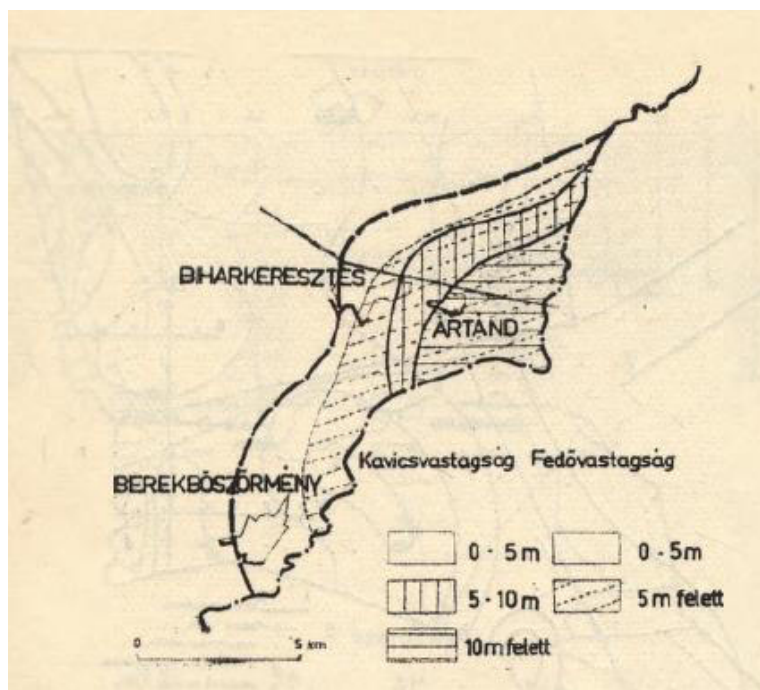 BIHARKERESZTES
ÁRTÁND
BEREKBÖSZÖRMÉNY
Kavicsvastagság Fedővastagság
0 - 5 m 0 - 5 m
5 - 10 m 5 m felett
10 m felett
0 5 km